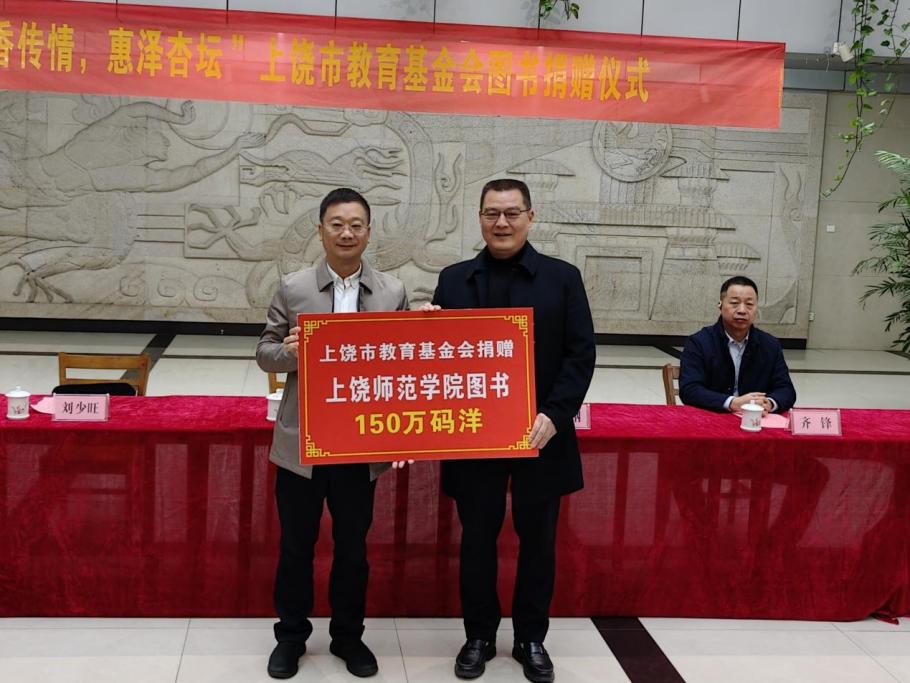 香传情，惠泽杏坛”上饶市教育基金会图书捐赠仪式
上饶市教育基金会捐赠
上饶师范学院图书
150万码洋
刘少旺
齐锋